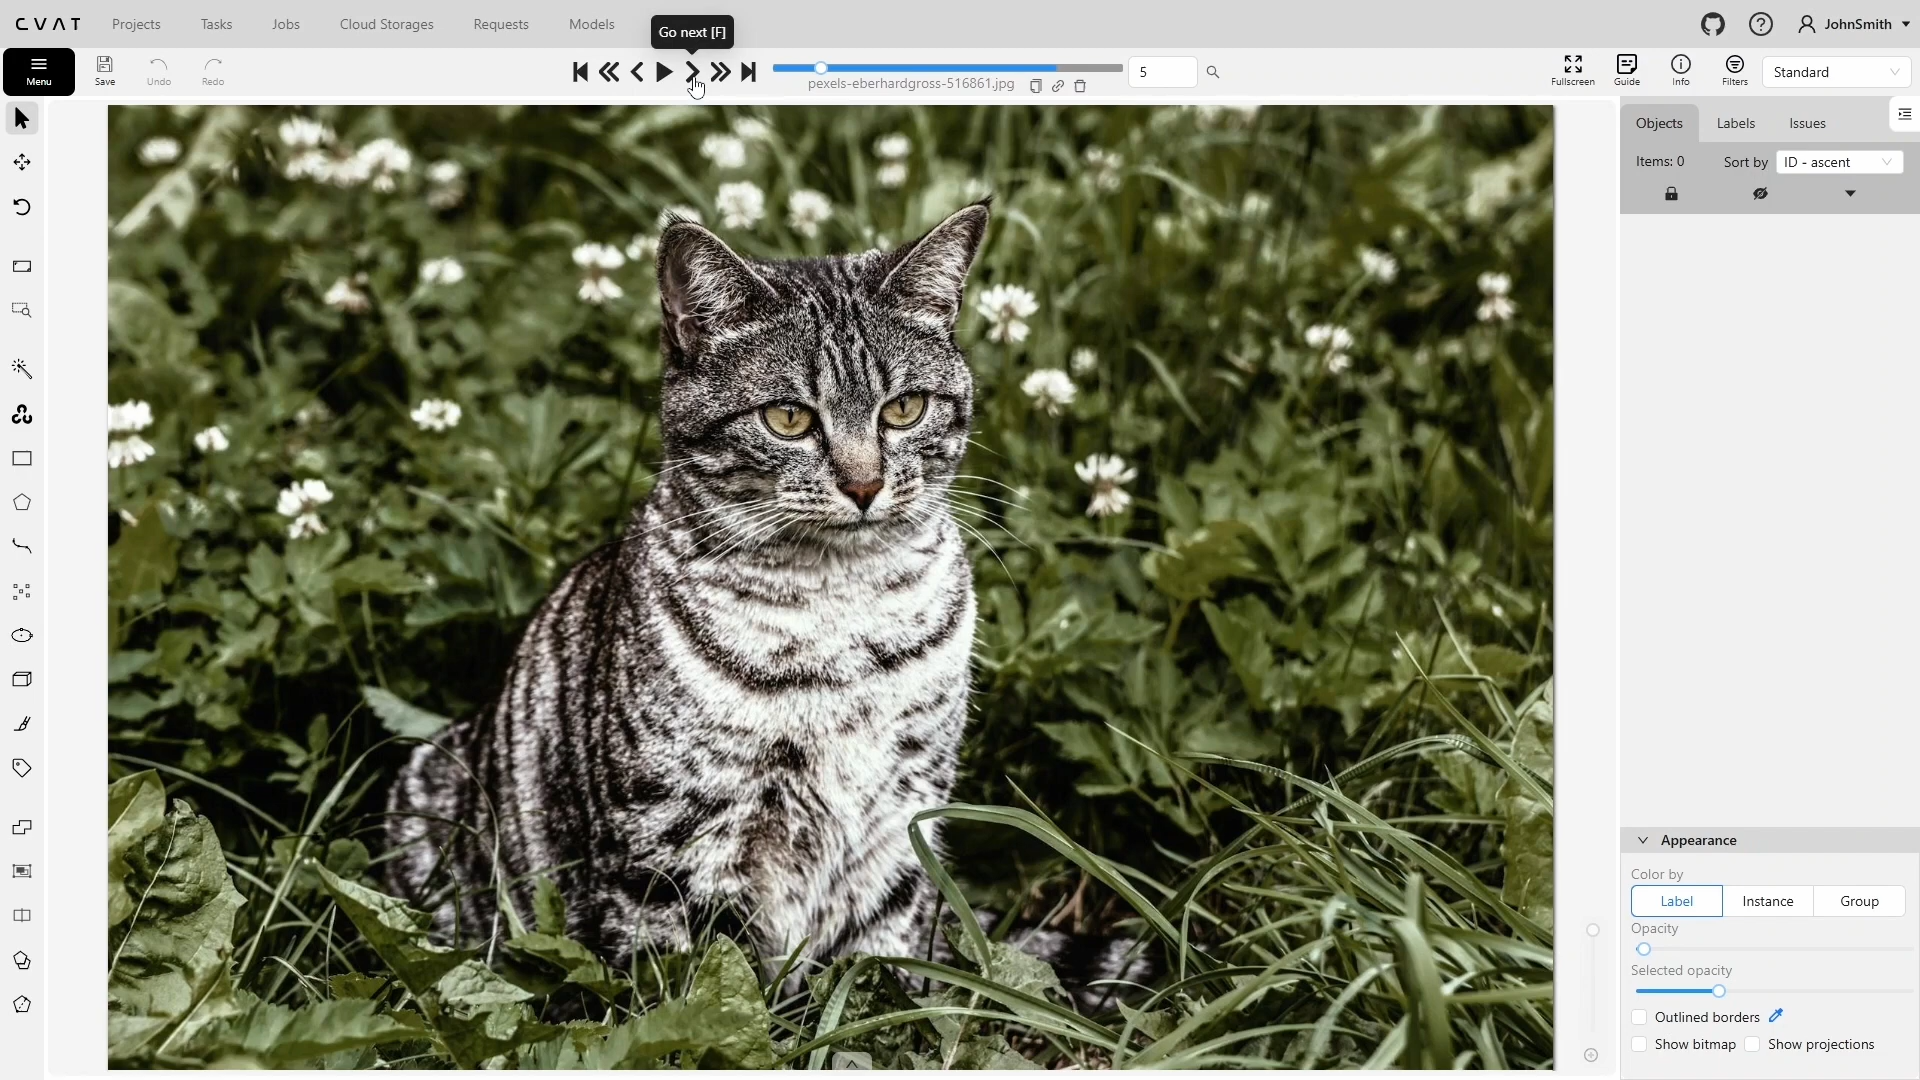 CVAT Projects Tasks Jobs Cloud Storages Requests Models JohnSmith
Go next [F]
Menu Save Undo Redo
5
pexels-eberhardgross-516861.jpg
Fullscreen Guide Info Filters Standard
Objects Labels Issues
Items: 0 Sort by ID - ascent
Appearance
Color by
Label Instance Group
Opacity
Selected opacity
Outlined borders
Show bitmap Show projections